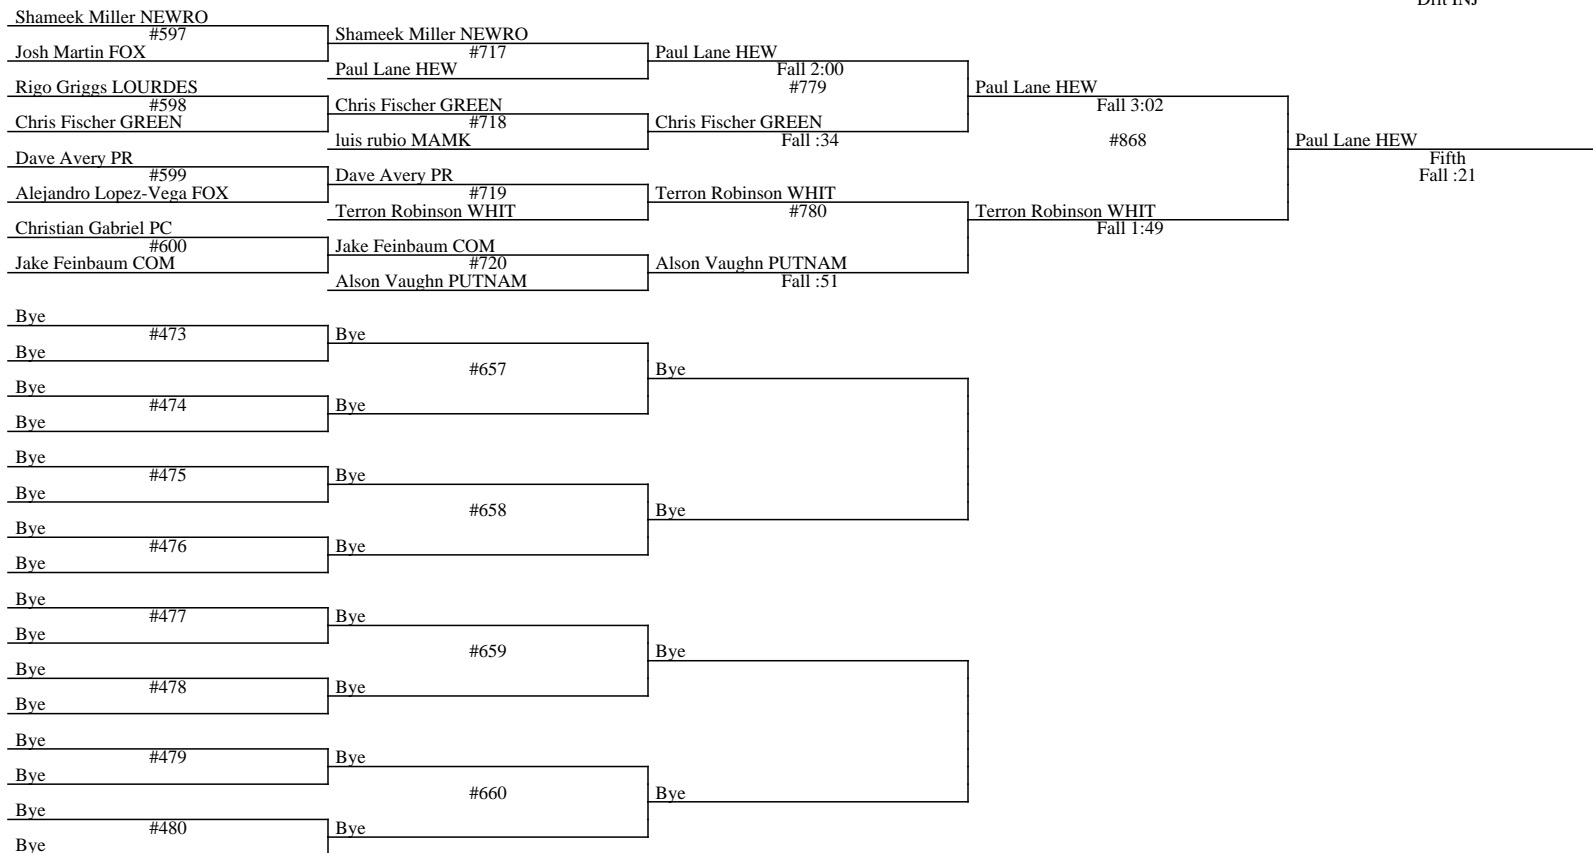 Dflt INJ
Shameek Miller NEWRO
#597
Josh Martin FOX
Rigo Griggs LOURDES
#598
Chris Fischer GREEN
Dave Avery PR
#599
Alejandro Lopez-Vega FOX
Christian Gabriel PC
#600
Jake Feinbaum COM
Shameek Miller NEWRO
#717
Paul Lane HEW
Chris Fischer GREEN
#718
luis rubio MAMK
Dave Avery PR
#719
Terron Robinson WHIT
Jake Feinbaum COM
#720
Alson Vaughn PUTNAM
Paul Lane HEW
Fall 2:00
#779
Chris Fischer GREEN
Fall :34
Terron Robinson WHIT
#780
Alson Vaughn PUTNAM
Fall :51
Paul Lane HEW
Fall 3:02
#868
Terron Robinson WHIT
Fall 1:49
Paul Lane HEW
Fifth
Fall :21
Bye
#473
Bye
Bye
#474
Bye
Bye
#475
Bye
Bye
#476
Bye
Bye
#477
Bye
Bye
#478
Bye
Bye
#479
Bye
Bye
#480
Bye
Bye
#657
Bye
Bye
#658
Bye
Bye
#659
Bye
Bye
#660
Bye
Bye
Bye
Bye
Bye